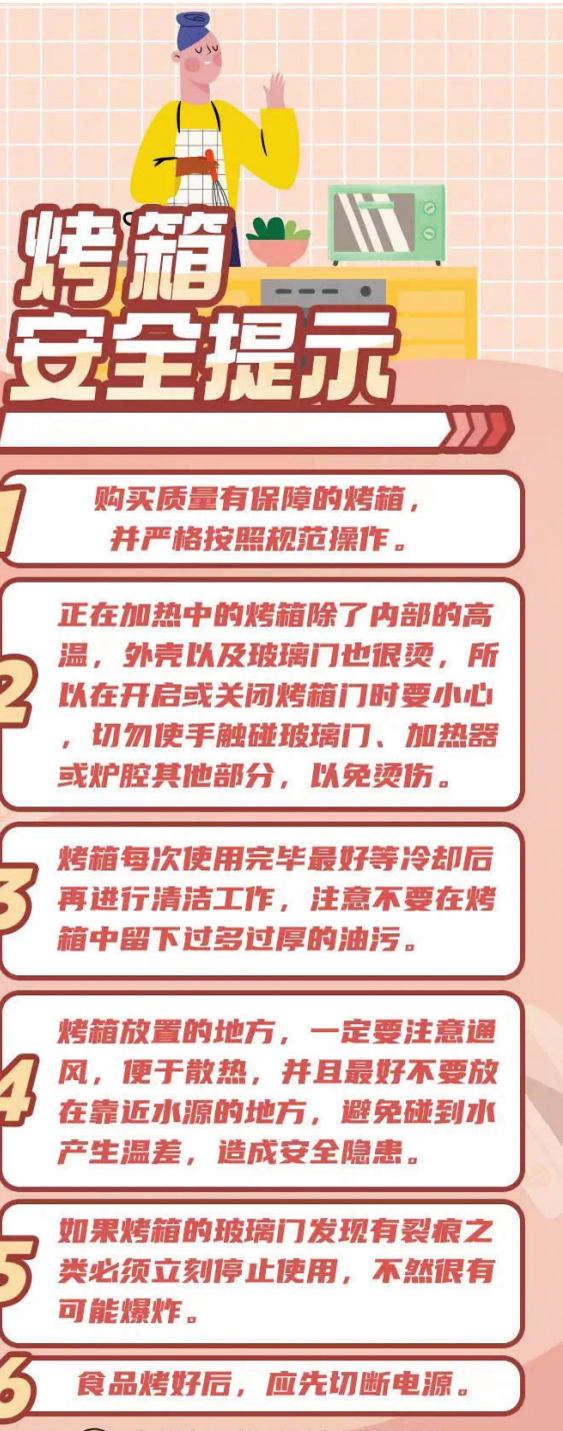 烤箱
安全提示
1
购买质量有保障的烤箱，
并严格按照规范操作。
2
正在加热中的烤箱除了内部的高
温，外壳以及玻璃门也很烫，所
以在开启或关闭烤箱门时要小心
，切勿使手触碰玻璃门、加热器
或炉腔其他部分，以免烫伤。
3
烤箱每次使用完毕最好等冷却后
再进行清洁工作，注意不要在烤
箱中留下过多过厚的油污。
4
烤箱放置的地方，一定要注意通
风，便于散热，并且最好不要放
在靠近水源的地方，避免碰到水
产生温差，造成安全隐患。
5
如果烤箱的玻璃门发现有裂痕之
类必须立刻停止使用，不然很有
可能爆炸。
6
食品烤好后，应先切断电源。